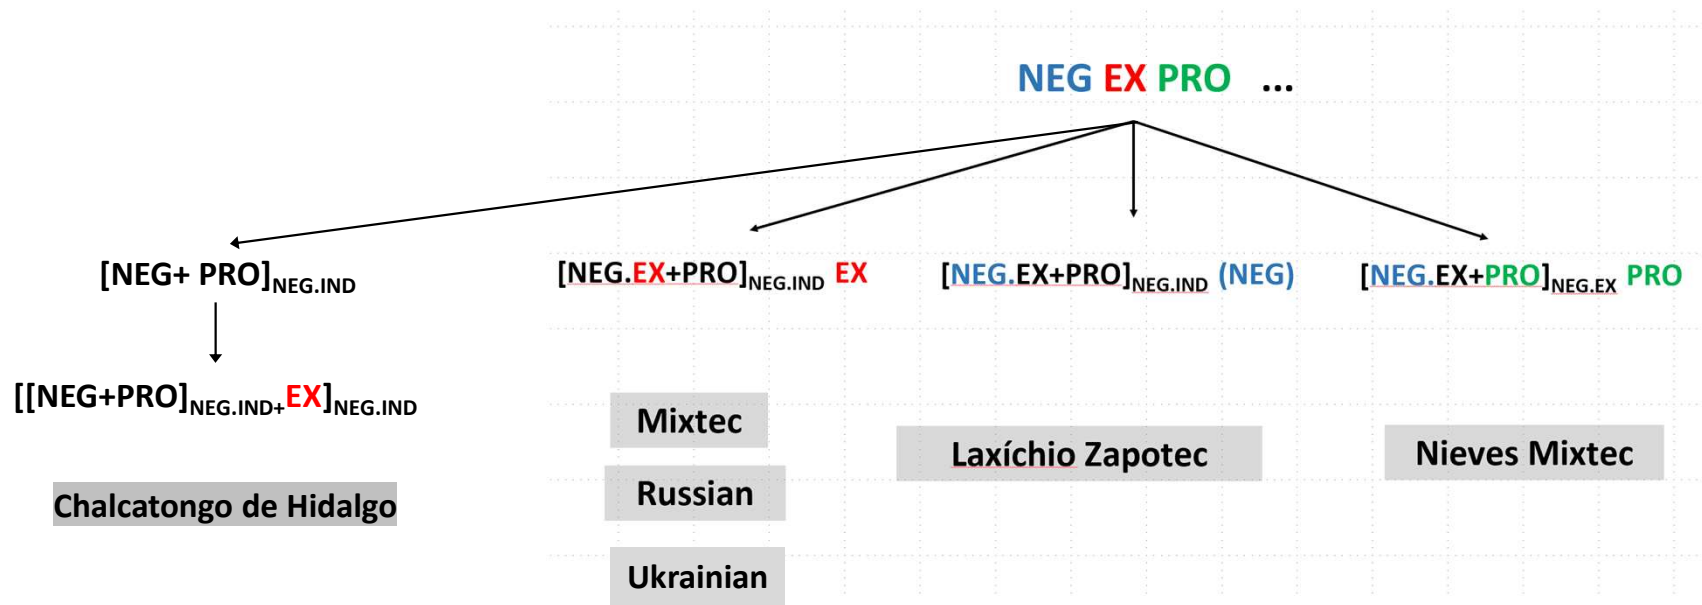 NEG EX PRO ...
[NEG+ PRO]NEG.IND
[NEG.EX+PRO]NEG.IND EX
[NEG.EX+PRO]NEG.IND (NEG)
[NEG.EX+PRO]NEG.EX PRO
[[NEG+PRO]NEG.IND+EX]NEG.IND
Mixtec
Laxíchio Zapotec
Nieves Mixtec
Russian
Chalcatongo de Hidalgo
Ukrainian